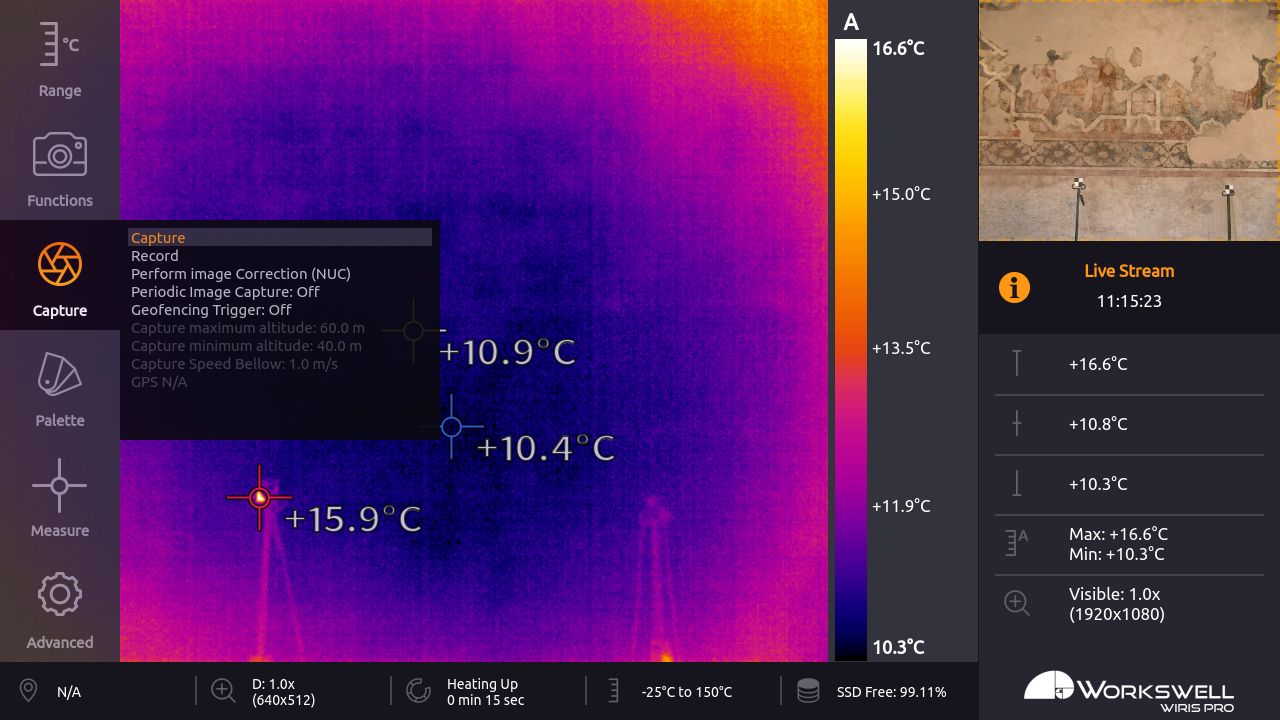 °C
Range
Functions
Capture
Palette
Measure
Advanced
Capture
Record
Perform image Correction (NUC)
Periodic Image Capture: Off
Geofencing Trigger: Off
Capture maximum altitude: 60.0 m
Capture minimum altitude: 40.0 m
Capture Speed Bellow: 1.0 m/s
GPS N/A
+10.9°C
+10.4°C
+15.9°C
A
16.6°C
+15.0°C
+13.5°C
+11.9°C
10.3°C
i
Live Stream
11:15:23
+16.6°C
+10.8°C
+10.3°C
A
Max: +16.6°C
Min: +10.3°C
Visible: 1.0x
(1920x1080)
N/A
D: 1.0x
(640x512)
Heating Up
0 min 15 sec
-25°C to 150°C
SSD Free: 99.11%
WORKSWELL
WIRIS PRO